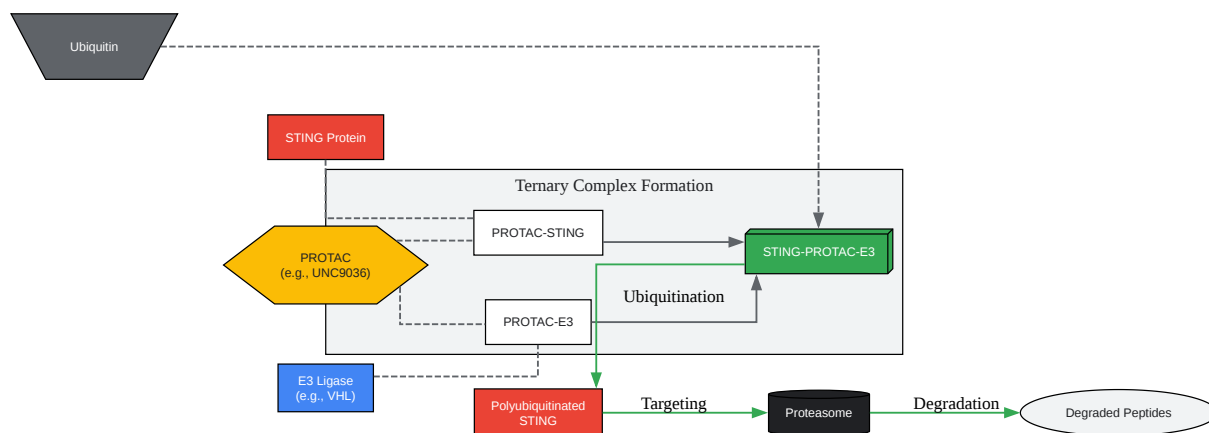 Ubiquitin
STING Protein
Ternary Complex Formation
PROTAC-STING
STING-PROTAC-E3
PROTAC
(e.g., UNC9036)
Ubiquitination
PROTAC-E3
E3 Ligase
(e.g., VHL)
Polyubiquitinated
STING
Targeting
Proteasome
Degradation
Degraded Peptides